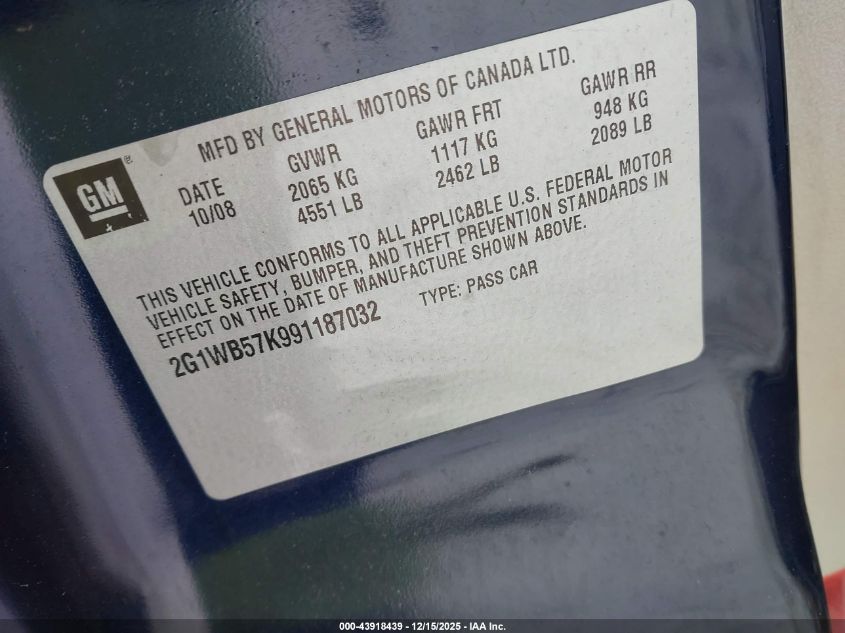 MFD BY GENERAL MOTORS OF CANADA LTD.
GM
®
DATE GVWR GAWR FRT GAWR RR
10/08 2065 KG 1117 KG 948 KG
4551 LB 2462 LB 2089 LB
THIS VEHICLE CONFORMS TO ALL APPLICABLE U.S. FEDERAL MOTOR
VEHICLE SAFETY, BUMPER, AND THEFT PREVENTION STANDARDS IN
EFFECT ON THE DATE OF MANUFACTURE SHOWN ABOVE.
2G1WB57K991187032 TYPE: PASS CAR
000-43918439 - 12/15/2025 - IAA Inc.